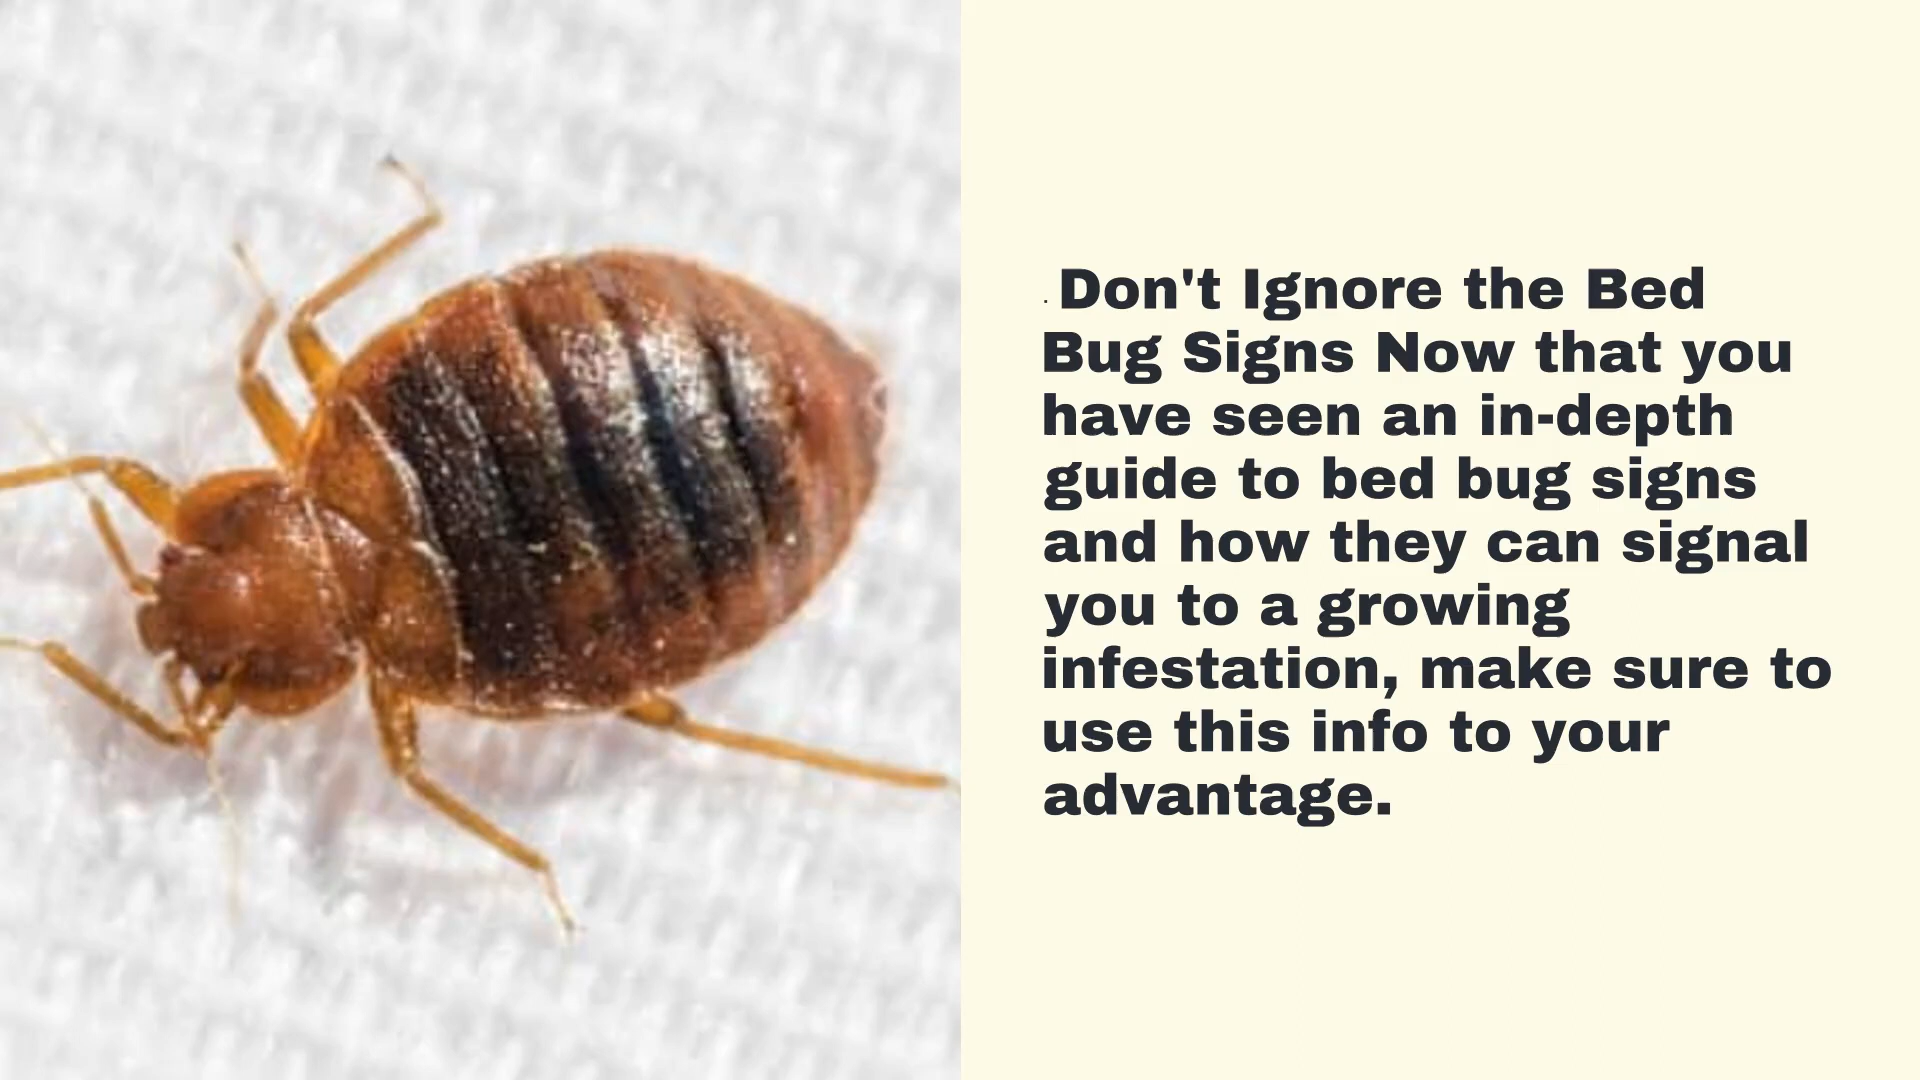 . Don't Ignore the Bed
Bug Signs Now that you
have seen an in-depth
guide to bed bug signs
and how they can signal
you to a growing
infestation, make sure to
use this info to your
advantage.